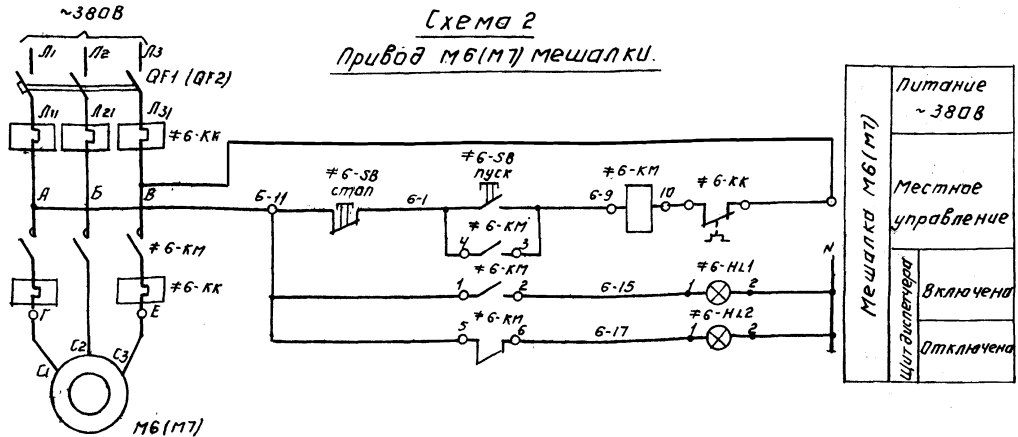 ~380В
Схема 2
Привод М6(М7) мешалки.
Л1
Л2
Л3
QF1 (QF2)
Л11
Л21
Л31
≠6-КК
А
Б
В
Б-11
≠6-SB
стоп
6-1
≠6-SB
пуск
≠6-КМ
4
3
6-9
≠6-КМ
10
≠6-КК
N
≠6-КМ
≠6-КК
Г
Е
≠6-КМ
1
2
6-15
≠6-HL1
1
2
≠6-КМ
5
6
6-17
≠6-HL2
1
2
С1
С2
С3
М6(М7)
Мешалка М6(М7)
Питание
~380В
Местное
управление
Щит диспетчера
Включена
Отключена